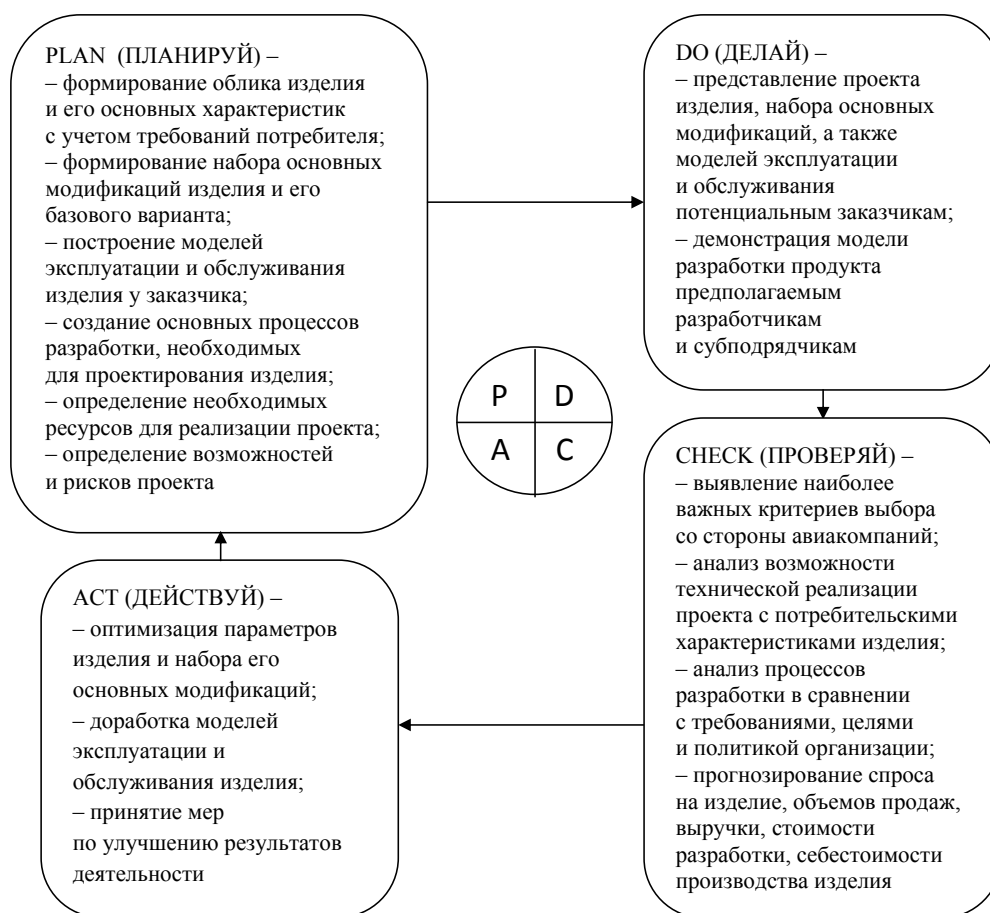 PLAN (ПЛАНИРУЙ) –
– формирование облика изделия
и его основных характеристик
с учетом требований потребителя;
– формирование набора основных
модификаций изделия и его
базового варианта;
– построение моделей
эксплуатации и обслуживания
изделия у заказчика;
– создание основных процессов
разработки, необходимых
для проектирования изделия;
– определение необходимых
ресурсов для реализации проекта;
– определение возможностей
и рисков проекта
DO (ДЕЛАЙ) –
– представление проекта
изделия, набора основных
модификаций, а также
моделей эксплуатации
и обслуживания
потенциальным заказчикам;
– демонстрация модели
разработки продукта
предполагаемым
разработчикам
и субподрядчикам
P D
A C
CHECK (ПРОВЕРЯЙ) –
– выявление наиболее
важных критериев выбора
со стороны авиакомпаний;
– анализ возможности
технической реализации
проекта с потребительскими
характеристиками изделия;
– анализ процессов
разработки в сравнении
с требованиями, целями
и политикой организации;
– прогнозирование спроса
на изделие, объемов продаж,
выручки, стоимости
разработки, себестоимости
производства изделия
ACT (ДЕЙСТВУЙ) –
– оптимизация параметров
изделия и набора его
основных модификаций;
– доработка моделей
эксплуатации и
обслуживания изделия;
– принятие мер
по улучшению результатов
деятельности